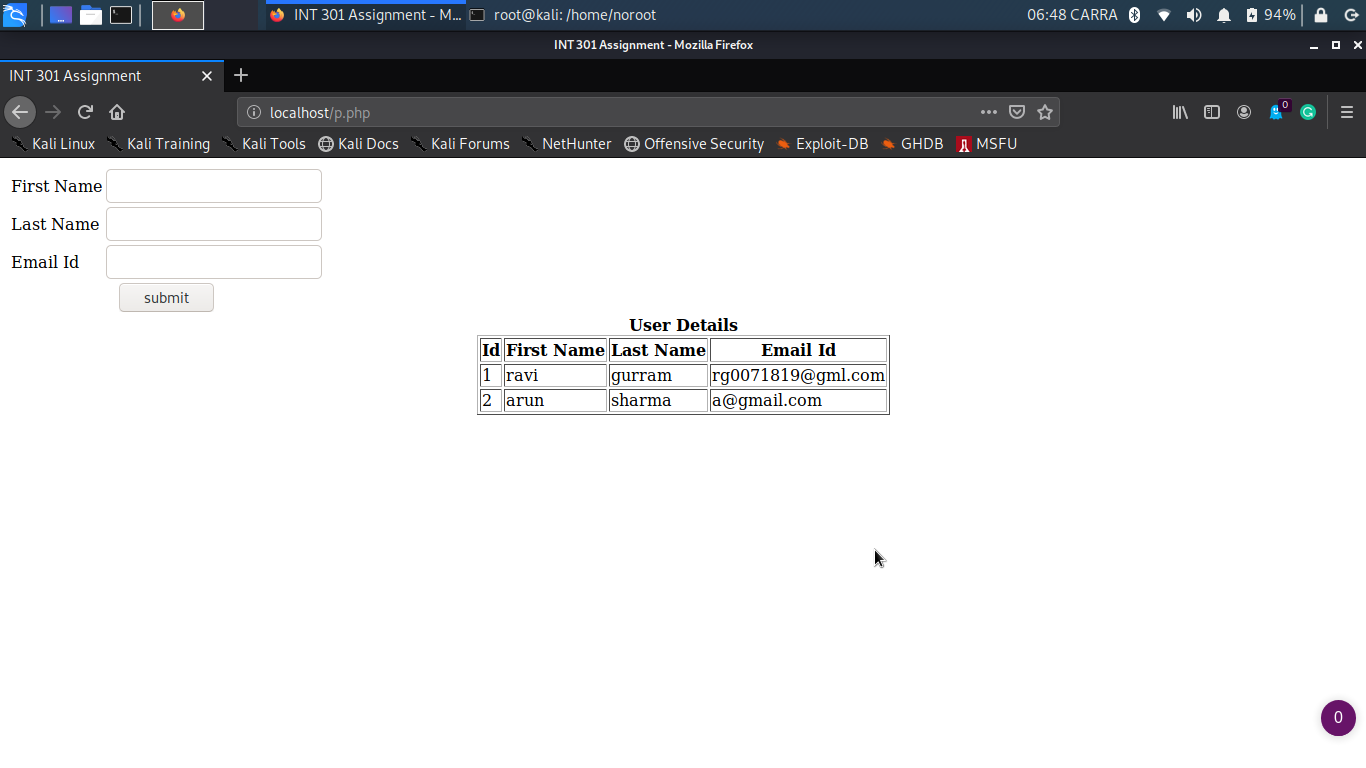 INT 301 Assignment - M... root@kali: /home/noroot 06:48 CARRA 94%
INT 301 Assignment - Mozilla Firefox
INT 301 Assignment
localhost/p.php 0
Kali Linux Kali Training Kali Tools Kali Docs Kali Forums NetHunter Offensive Security Exploit-DB GHDB MSFU
First Name
Last Name
Email Id
submit
User Details
Id First Name Last Name Email Id
1 ravi gurram rg0071819@gml.com
2 arun sharma a@gmail.com
0